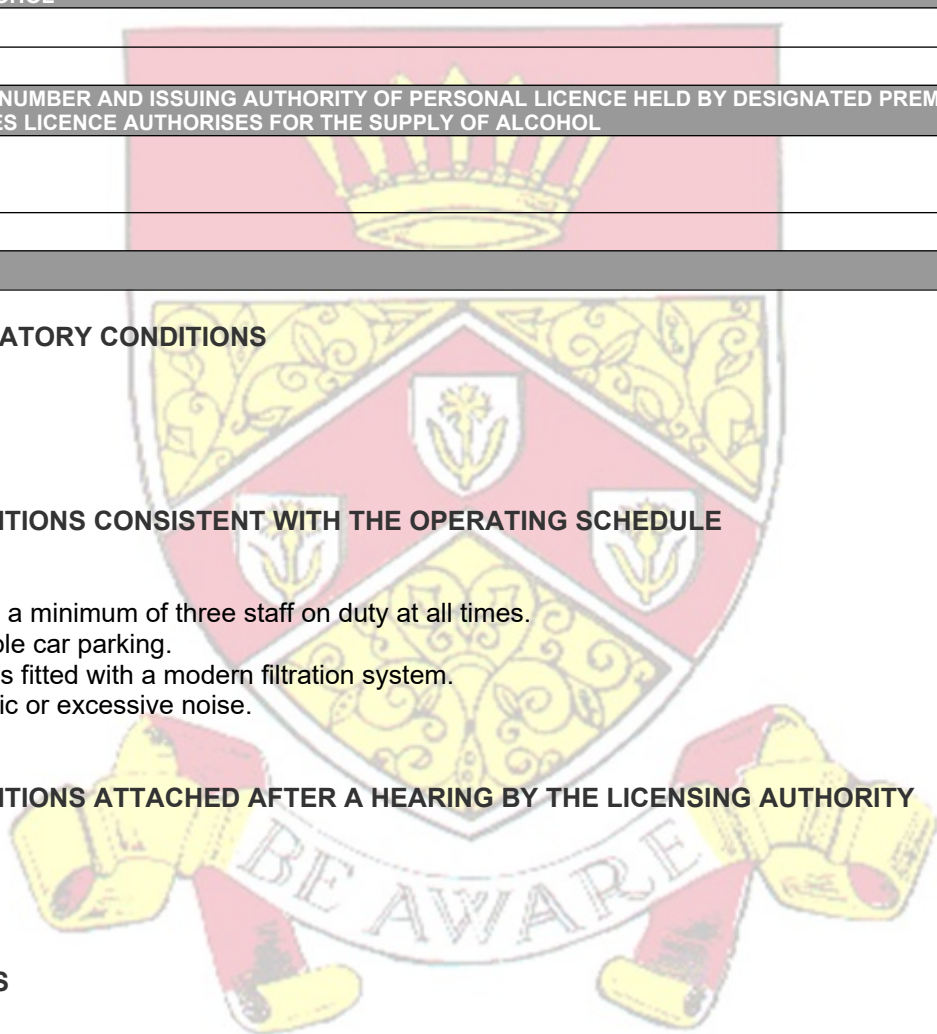 NUMBER AND ISSUING AUTHORITY OF PERSONAL LICENCE HELD BY DESIGNATED PREM
ES LICENCE AUTHORISES FOR THE SUPPLY OF ALCOHOL
ATORY CONDITIONS
ITIONS CONSISTENT WITH THE OPERATING SCHEDULE
a minimum of three staff on duty at all times.
ble car parking.
s fitted with a modern filtration system.
ic or excessive noise.
ITIONS ATTACHED AFTER A HEARING BY THE LICENSING AUTHORITY
BE AWARE
S